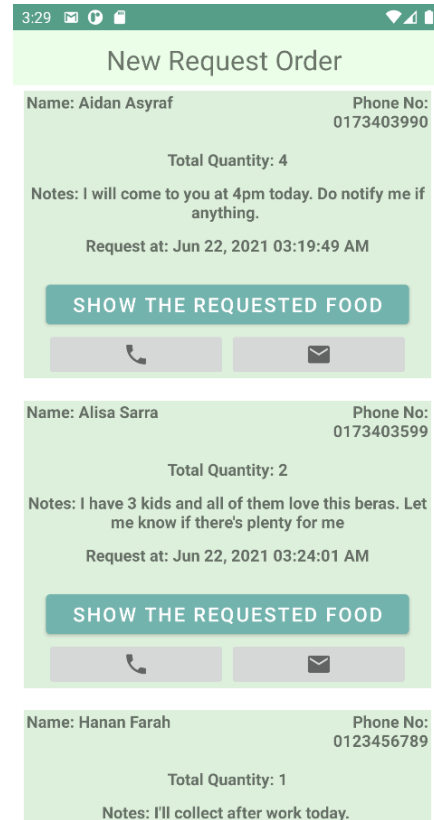 3:29
New Request Order
Name: Aidan Asyraf
Phone No:
0173403990
Total Quantity: 4
Notes: I will come to you at 4pm today. Do notify me if
anything.
Request at: Jun 22, 2021 03:19:49 AM
SHOW THE REQUESTED FOOD
Name: Alisa Sarra
Phone No:
0173403599
Total Quantity: 2
Notes: I have 3 kids and all of them love this beras. Let
me know if there's plenty for me
Request at: Jun 22, 2021 03:24:01 AM
SHOW THE REQUESTED FOOD
Name: Hanan Farah
Phone No:
0123456789
Total Quantity: 1
Notes: I'll collect after work today.